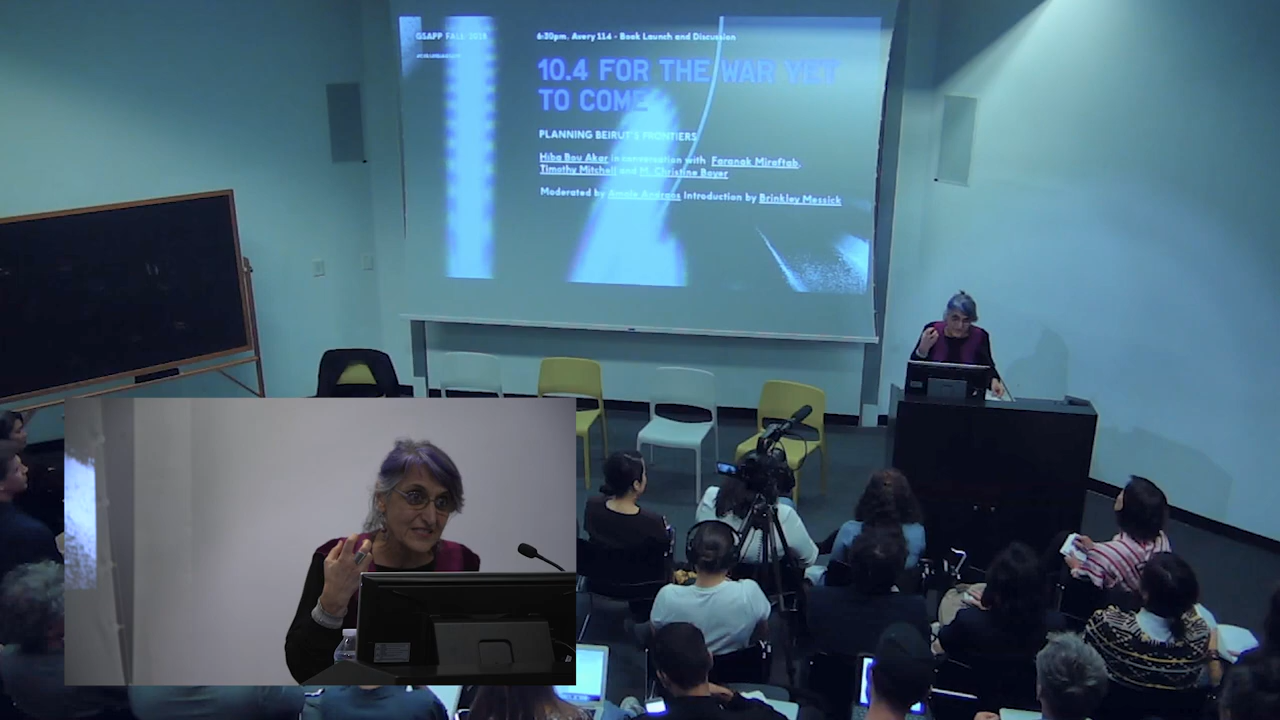 GSAPP FALL 2019
6:30pm, Avery 114 - Book Launch and Discussion
10.4 FOR THE WAR YET
TO COME
PLANNING BEIRUT'S FRONTIERS
Hiba Bou Akar in conversation with Faranak Miraftab,
Timothy Mitchell and M. Christine Boyer
Moderated by Amale Andraos Introduction by Brinkley Messick